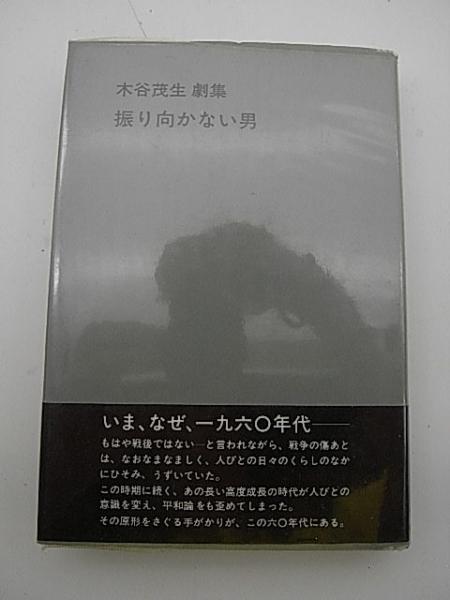 木谷茂生 劇集
振り向かない男
いま、なぜ、一九六〇年代――
もはや戦後ではない―と言われながら、戦争の傷あと
は、なおなまなましく、人びとの日々のくらしのなか
にひそみ、うずいていた。
この時期に続く、あの長い高度成長の時代が人びとの
意識を変え、平和論をも歪めてしまった。
その原形をさぐる手がかりが、この六〇年代にある。